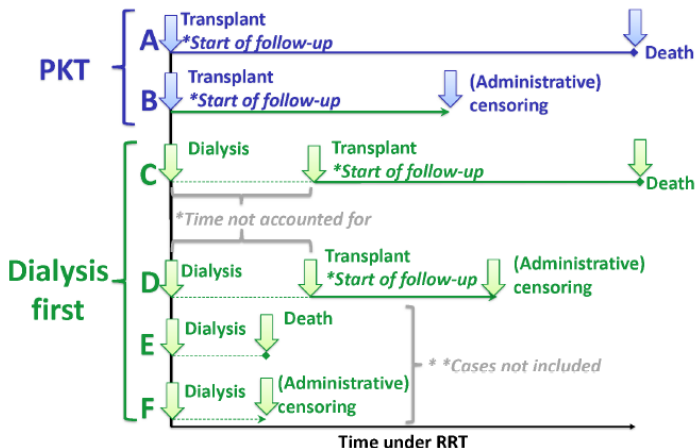 Transplant
A *Start of follow-up
Death
PKT
Transplant
(Administrative)
B *Start of follow-up
censoring
Dialysis
Transplant
C *Start of follow-up
Death
*Time not accounted for
Dialysis first
Dialysis
Transplant
(Administrative)
D *Start of follow-up
censoring
Dialysis
Death
E
* *Cases not included
Dialysis
(Administrative)
F censoring
Time under RRT